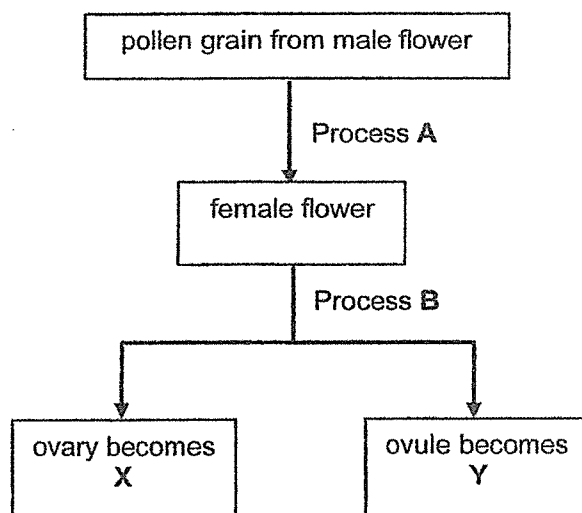 pollen grain from male flower
Process A
female flower
Process B
ovary becomes
X
ovule becomes
Y